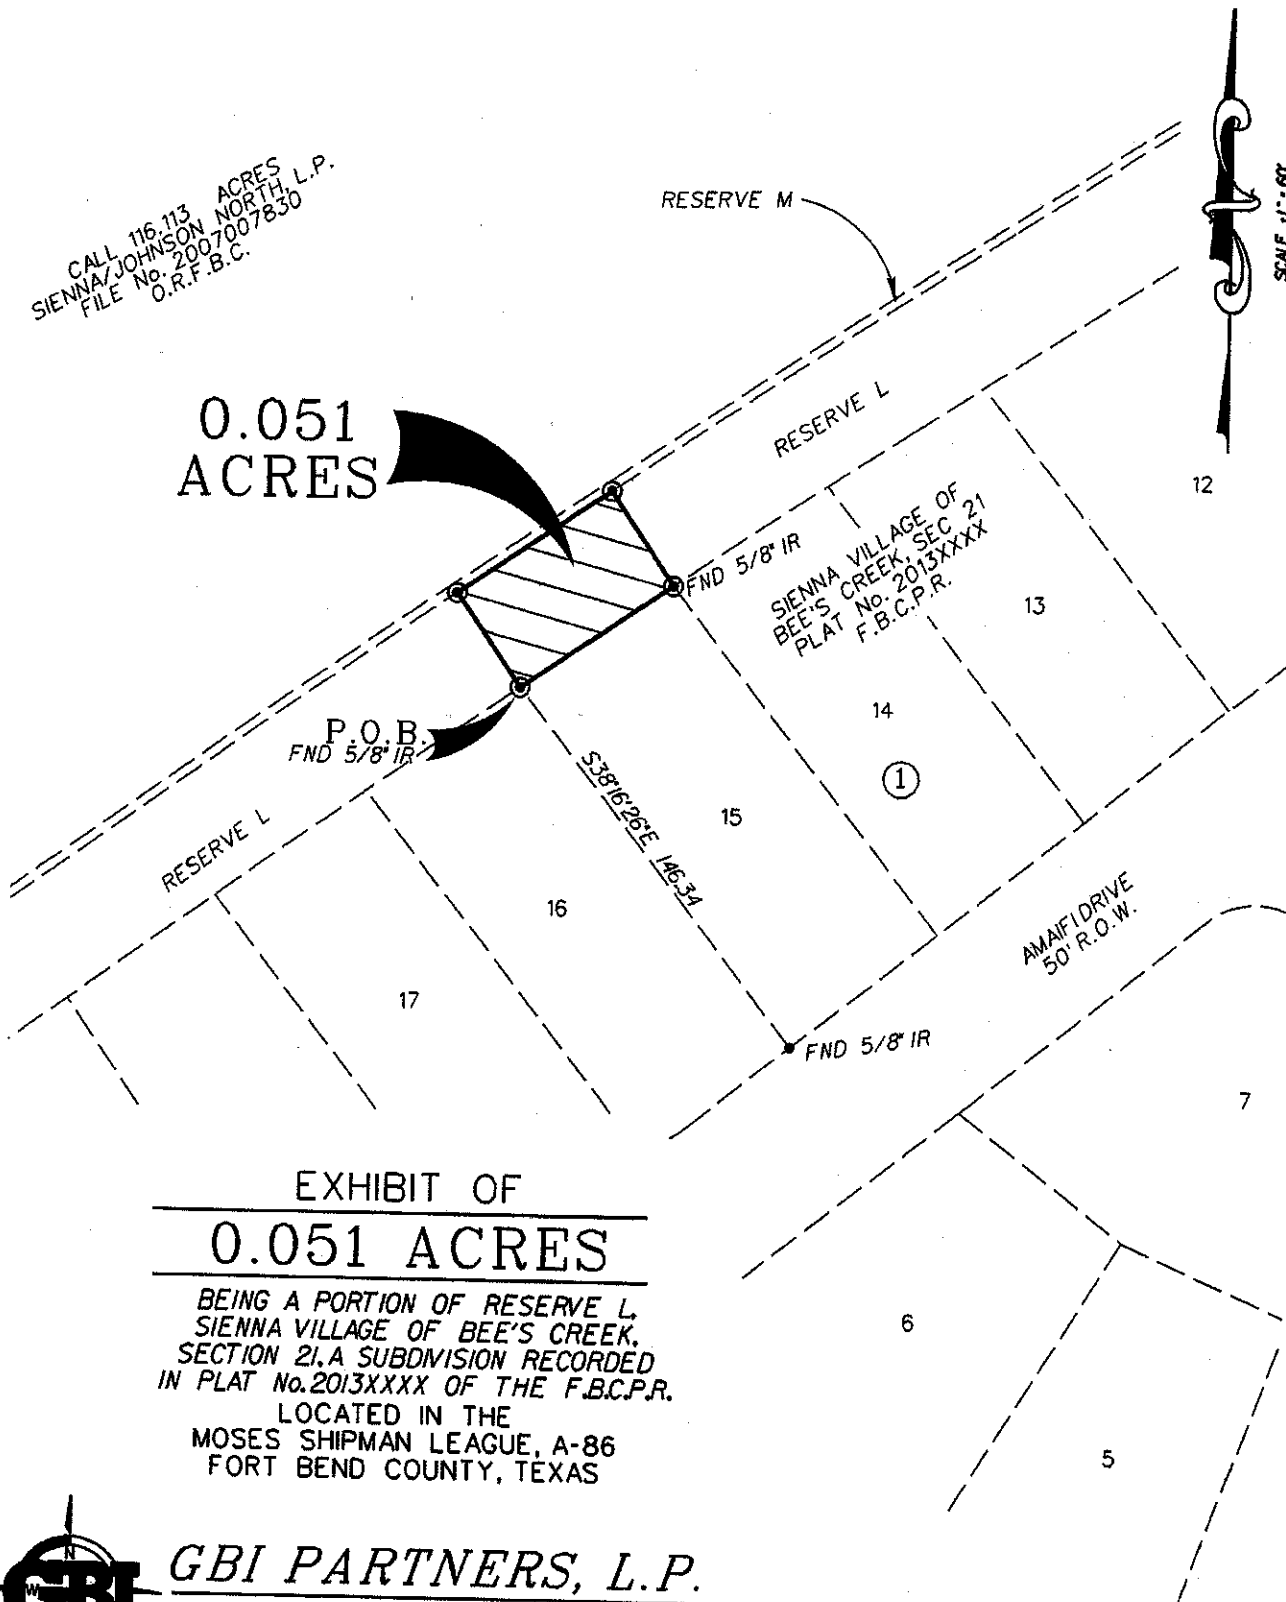 CALL 116.113 ACRES
SIENNA/JOHNSON NORTH, L.P.
FILE No. 2007007830
O.R.F.B.C.
RESERVE M
SCALE :1"=60'
0.051
ACRES
RESERVE L
12
FND 5/8" IR
SIENNA VILLAGE OF
BEE'S CREEK, SEC 21
PLAT No. 2013XXXX
F.B.C.P.R.
13
14
1
P.O.B.
FND 5/8" IR
S38°16'26"E 146.34
15
RESERVE L
16
17
AMAIFI DRIVE
50' R.O.W.
FND 5/8" IR
7
EXHIBIT OF
0.051 ACRES
BEING A PORTION OF RESERVE L,
SIENNA VILLAGE OF BEE'S CREEK,
SECTION 21, A SUBDIVISION RECORDED
IN PLAT No.2013XXXX OF THE F.B.C.P.R.
LOCATED IN THE
MOSES SHIPMAN LEAGUE, A-86
FORT BEND COUNTY, TEXAS
6
5
N
W
GBI
GBI PARTNERS, L.P.